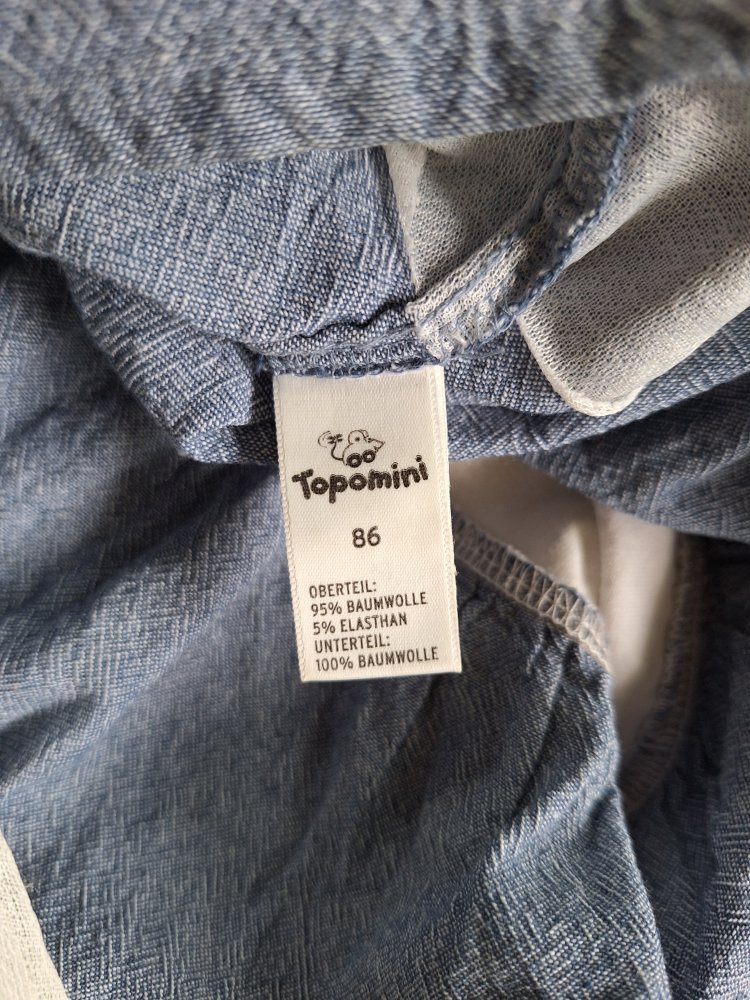 Topomini
86
OBERTEIL:
95% BAUMWOLLE
5% ELASTHAN
UNTERTEIL:
100% BAUMWOLLE